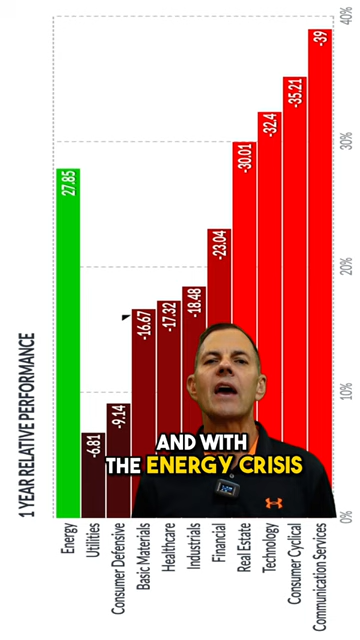 1 YEAR RELATIVE PERFORMANCE
Energy
27.85
Utilities
-6.81
Consumer Defensive
-9.14
Basic Materials
-16.67
Healthcare
-17.32
Industrials
-18.48
Financial
-23.04
Real Estate
-30.01
Technology
-32.4
Consumer Cyclical
-35.21
Communication Services
-39
0%
10%
20%
30%
40%
AND WITH
THE ENERGY CRISIS